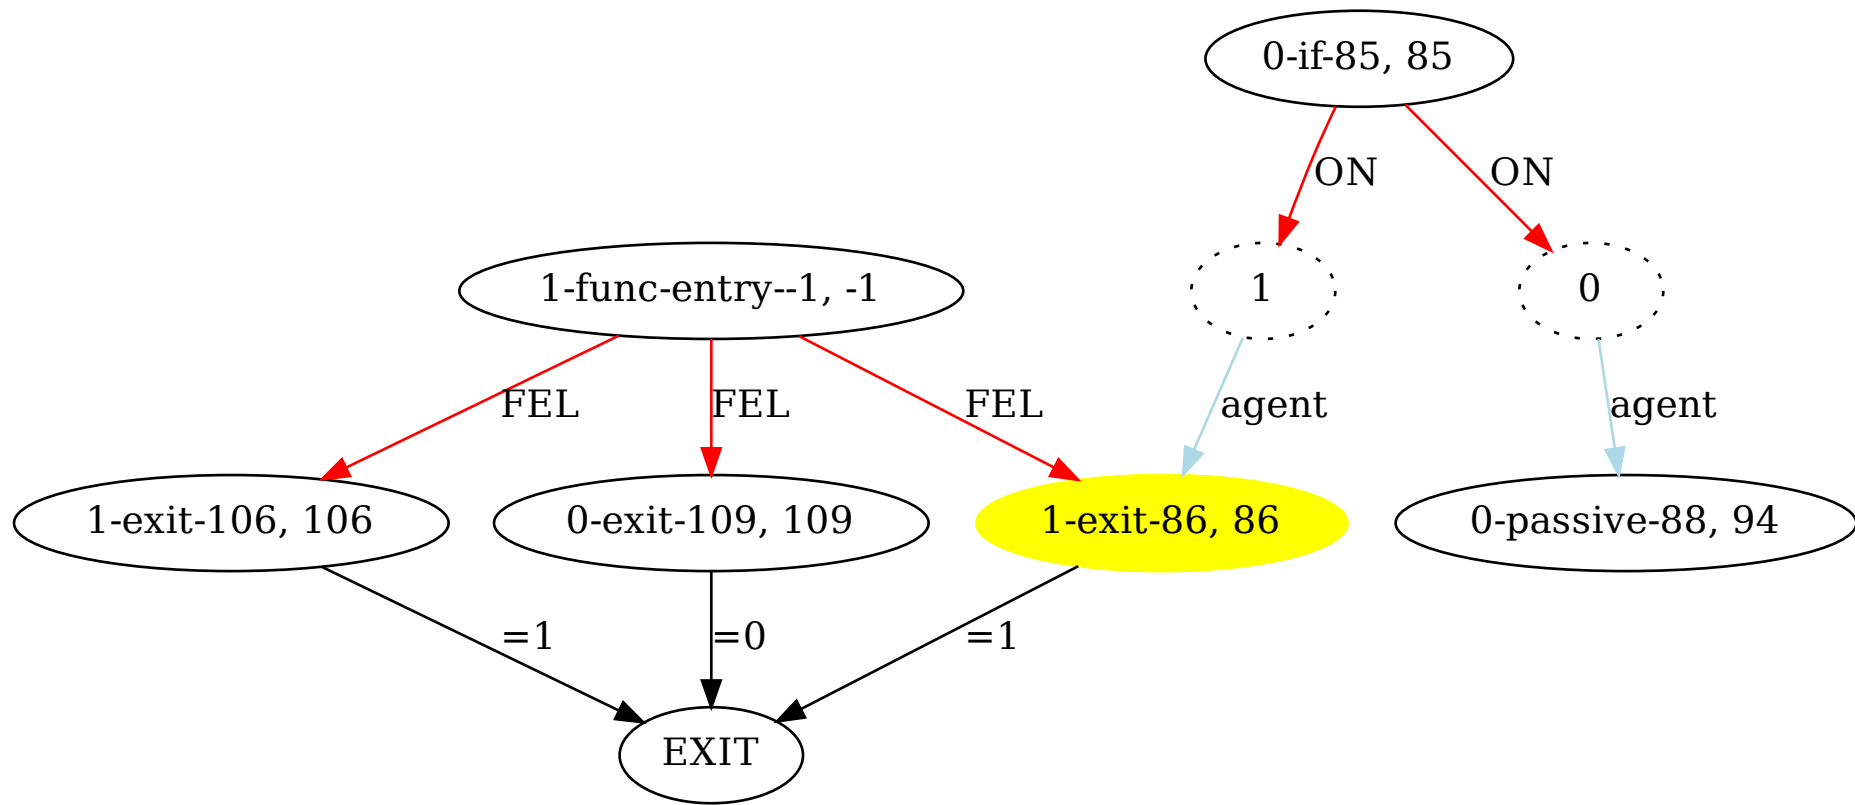 0-if-85, 85
ON
ON
1-func-entry--1, -1
1
0
FEL
FEL
FEL
agent
agent
1-exit-106, 106
0-exit-109, 109
1-exit-86, 86
0-passive-88, 94
=1
=0
=1
EXIT